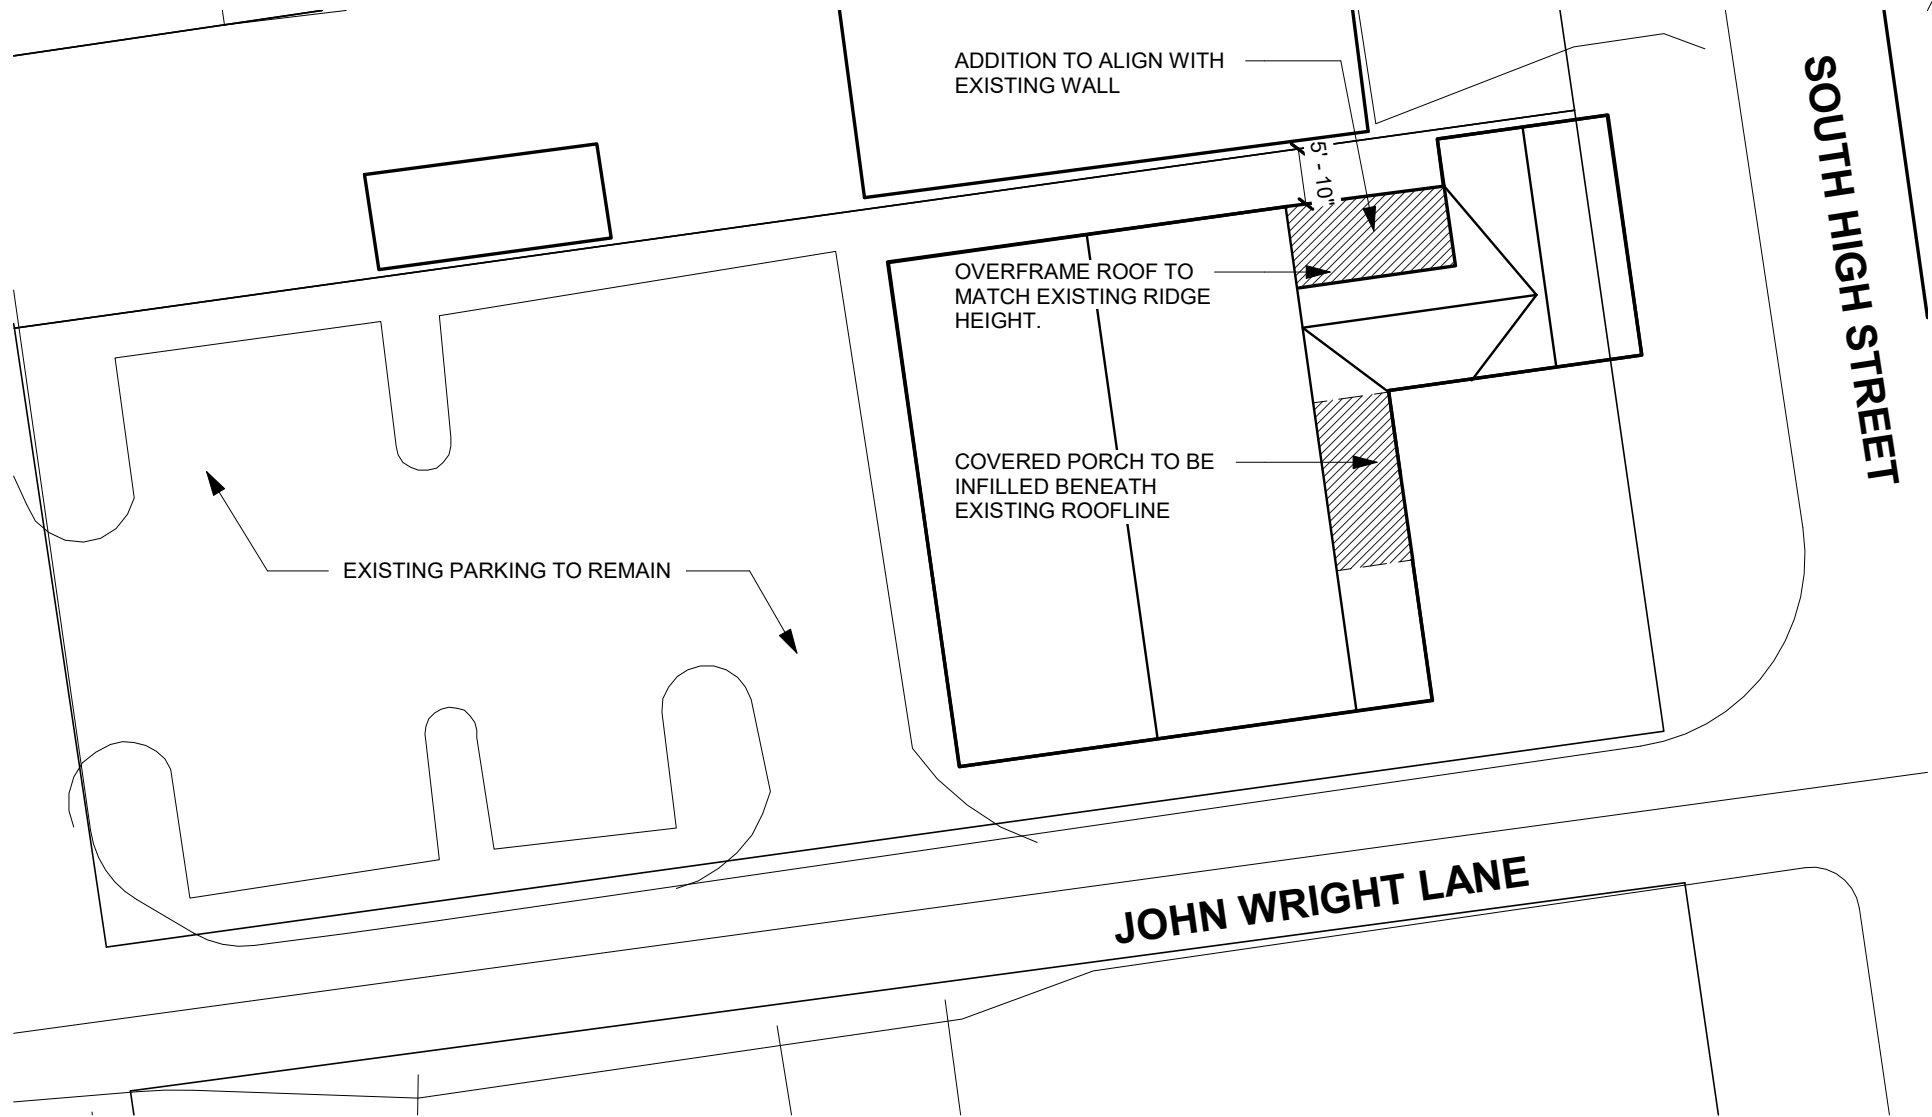 ADDITION TO ALIGN WITH
EXISTING WALL
SOUTH HIGH STREET
5' - 10"
OVERFRAME ROOF TO
MATCH EXISTING RIDGE
HEIGHT.
COVERED PORCH TO BE
INFILLED BENEATH
EXISTING ROOFLINE
EXISTING PARKING TO REMAIN
JOHN WRIGHT LANE